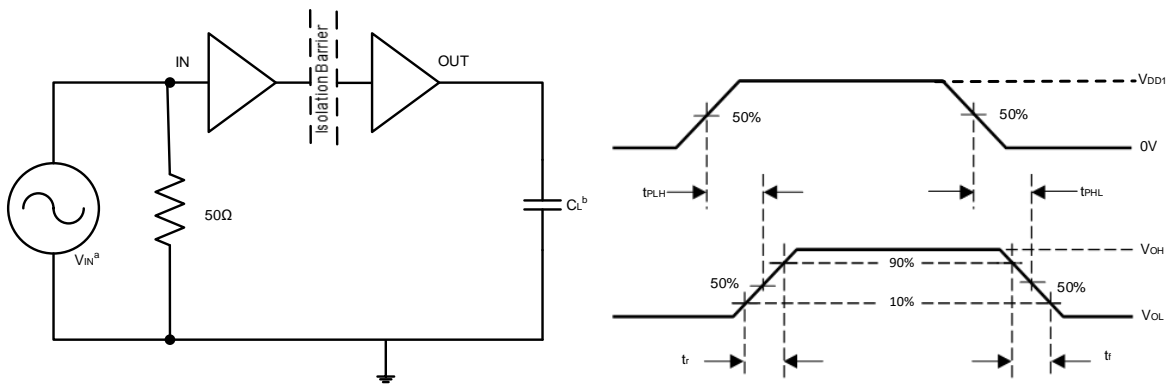 IN
Isolation Barrier
OUT
50Ω
VINa
CLb
VDD1
50%
50%
0V
tPLH
tPHL
VOH
90%
50%
50%
10%
VOL
tr
tf